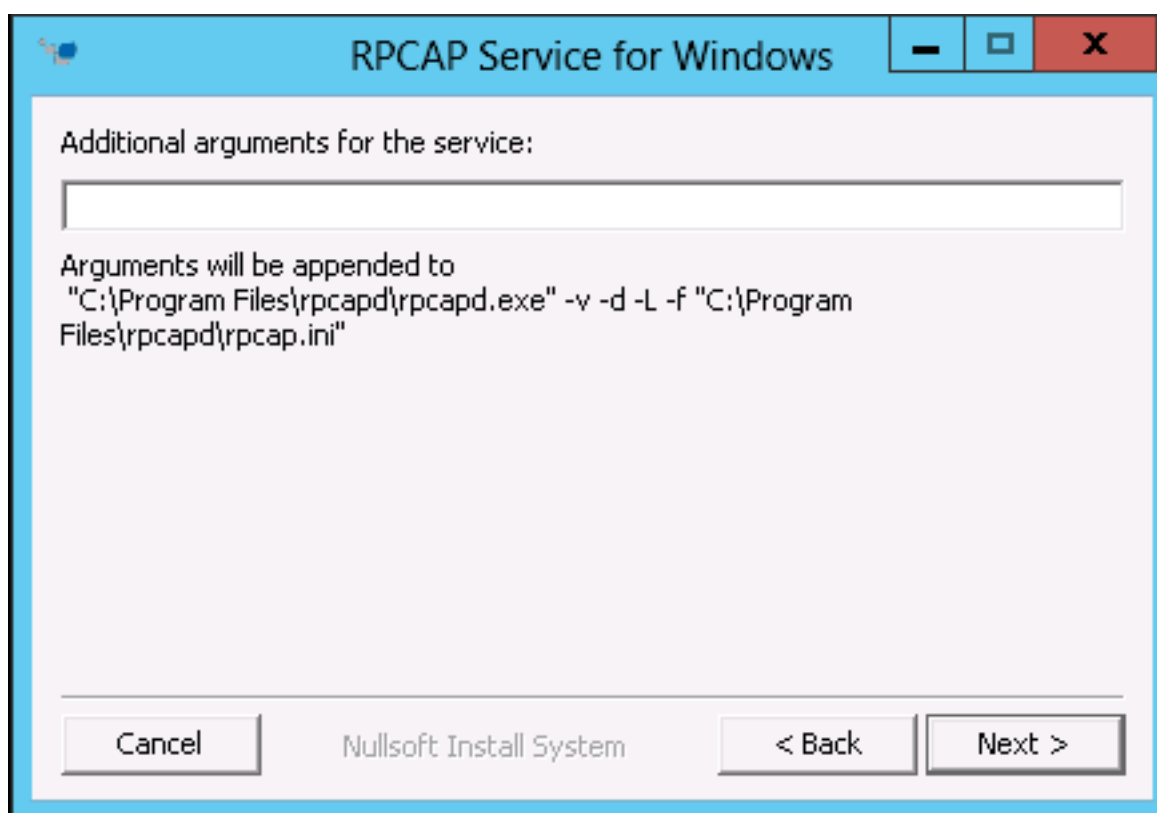 RPCAP Service for Windows
Additional arguments for the service:
Arguments will be appended to
"C:\Program Files\rpcapd\rpcapd.exe" -v -d -L -f "C:\Program
Files\rpcapd\rpcap.ini"
Cancel
Nullsoft Install System
< Back
Next >